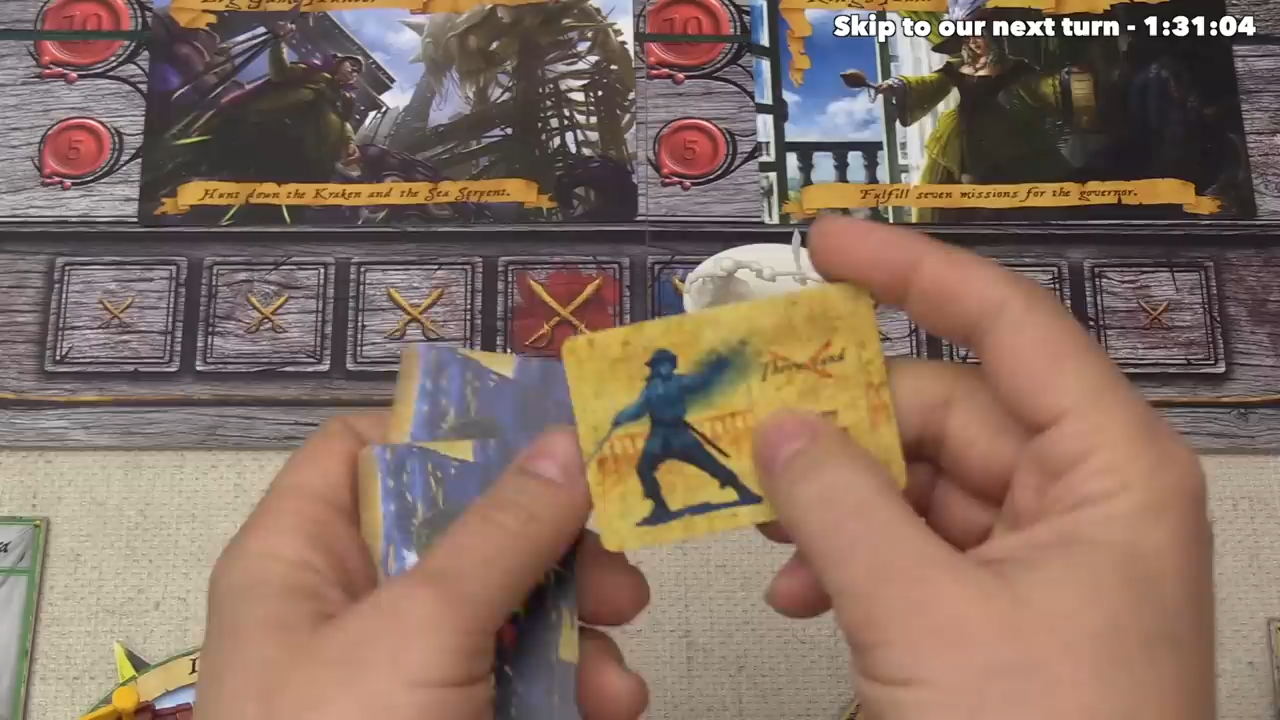 Skip to our next turn - 1:31:04
10
10
5
5
Hunt down the Kraken and the Sea Serpent.
Fulfill seven missions for the governor.